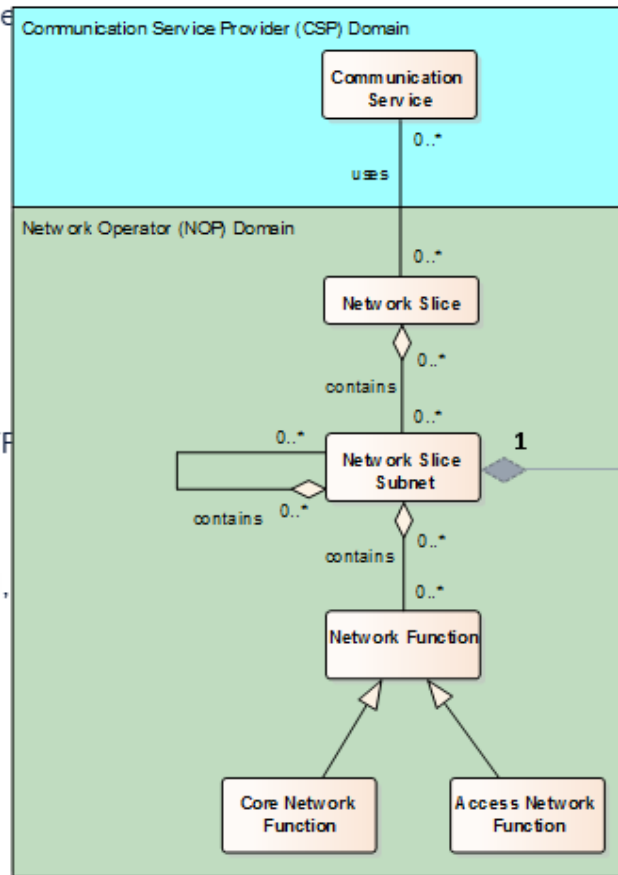 Communication Service Provider (CSP) Domain
Communication
Service
0..*
uses
Network Operator (NOP) Domain
0..*
Network Slice
0..*
contains
0..*
0..*
Network Slice
Subnet
1
contains
0..*
0..*
contains
0..*
Network Function
Core Network
Function
Access Network
Function